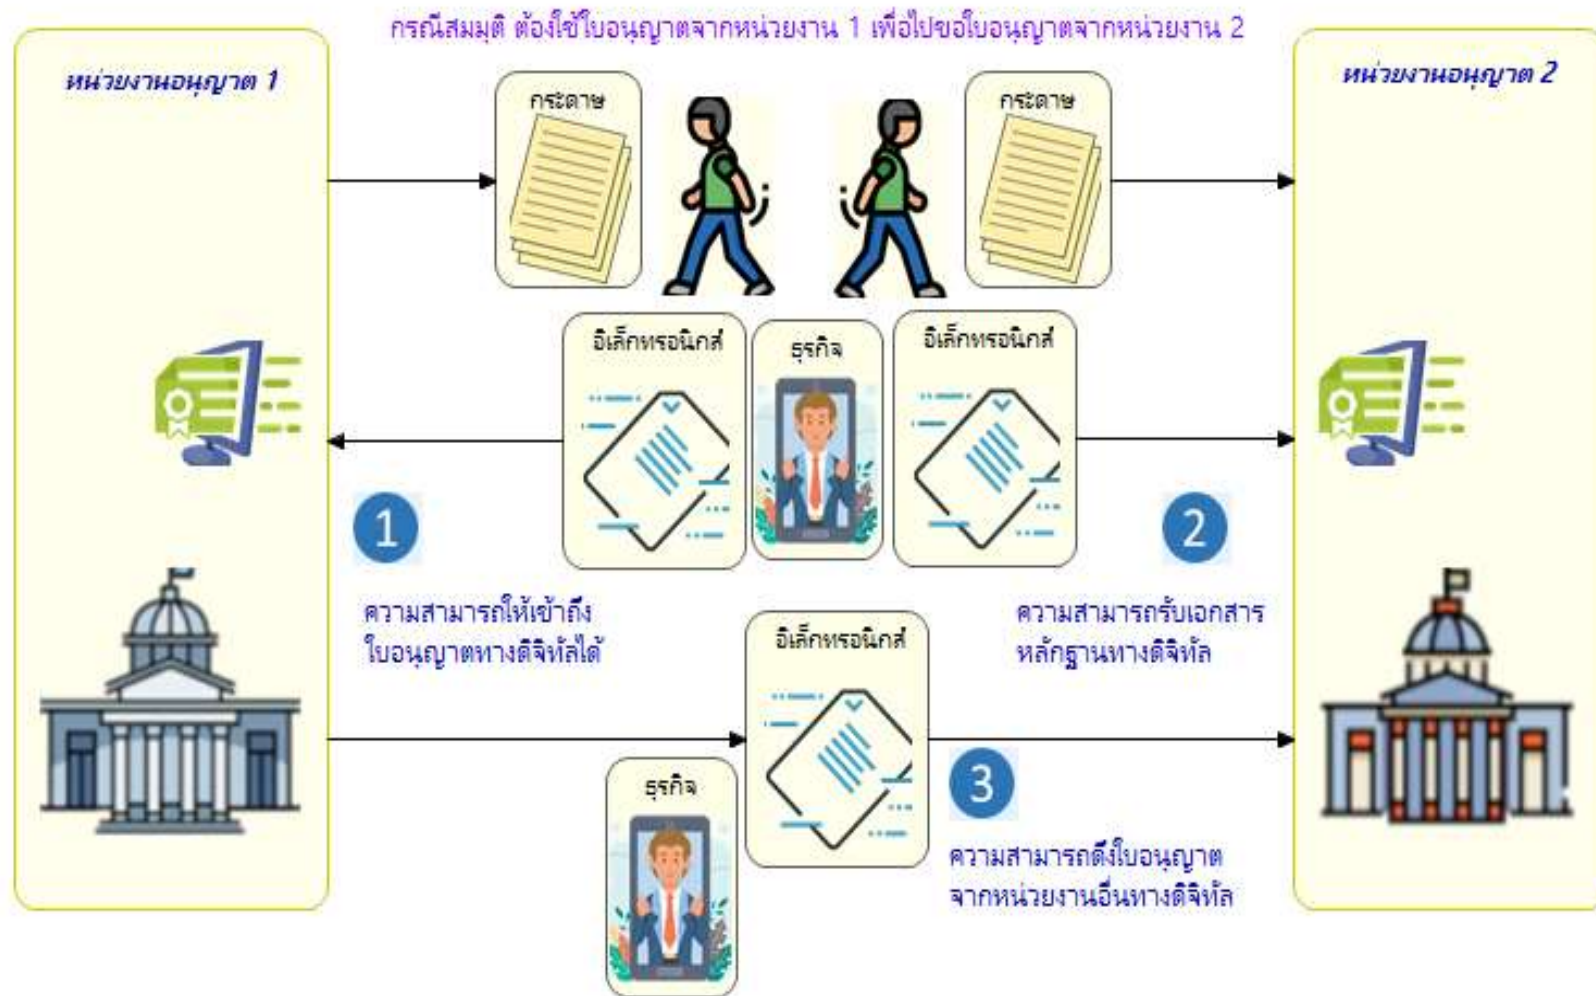 กรณีสมมุติ ต้องใช้ใบอนุญาตจากหน่วยงาน 1 เพื่อไปขอใบอนุญาตจากหน่วยงาน 2
หน่วยงานอนุญาต 1
หน่วยงานอนุญาต 2
กระดาษ
กระดาษ
อิเล็กทรอนิกส์
ธุรกิจ
อิเล็กทรอนิกส์
1
2
ความสามารถให้เข้าถึง
ใบอนุญาตทางดิจิทัลได้
ความสามารถรับเอกสาร
หลักฐานทางดิจิทัล
อิเล็กทรอนิกส์
ธุรกิจ
3
ความสามารถดึงใบอนุญาต
จากหน่วยงานอื่นทางดิจิทัล